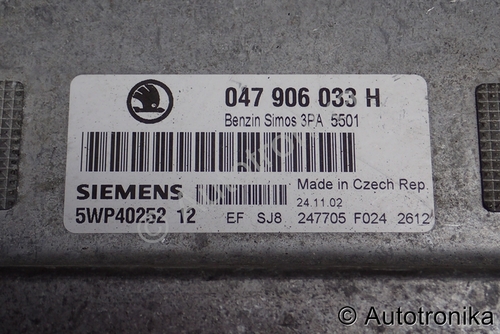 047 906 033 H
Benzin Simos 3PA 5501
SIEMENS
Made in Czech Rep.
24.11.02
5WP40252 12
EF SJ8 247705 F024 2612
© Autotronika
© Autotronika